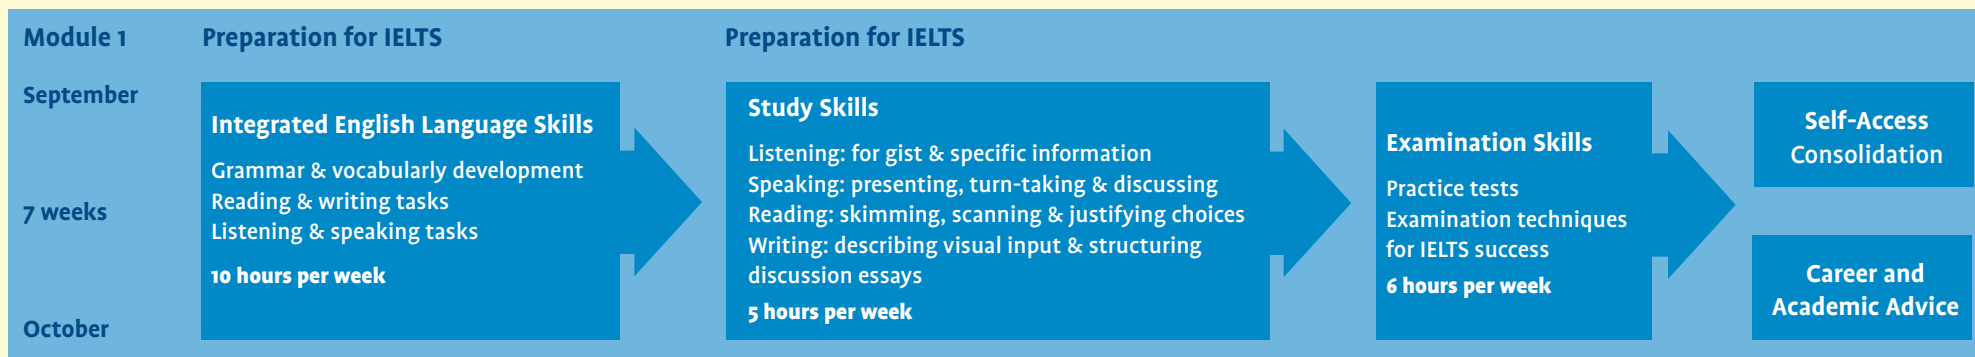 Module 1
Preparation for IELTS
Preparation for IELTS
September
7 weeks
October
Integrated English Language Skills
Grammar & vocabularly development
Reading & writing tasks
Listening & speaking tasks
10 hours per week
Study Skills
Listening: for gist & specific information
Speaking: presenting, turn-taking & discussing
Reading: skimming, scanning & justifying choices
Writing: describing visual input & structuring
discussion essays
5 hours per week
Examination Skills
Practice tests
Examination techniques
for IELTS success
6 hours per week
Self-Access
Consolidation
Career and
Academic Advice